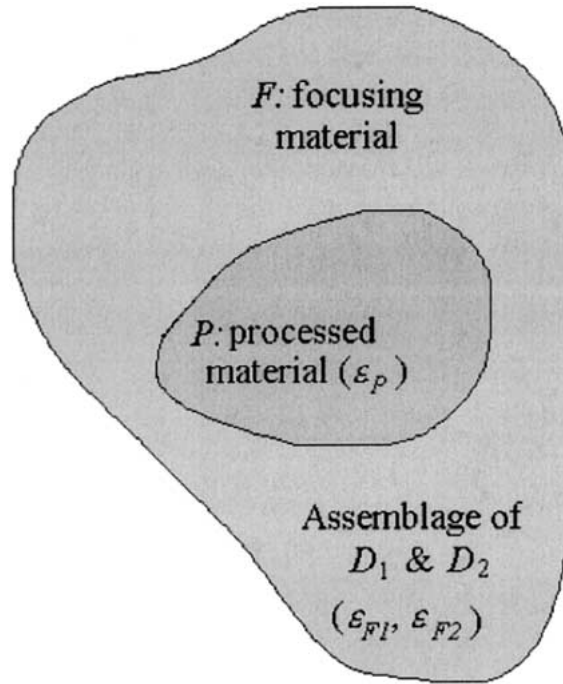 F: focusing
material
P: processed
material (εp)
Assemblage of
D1 & D2
(εF1, εF2)